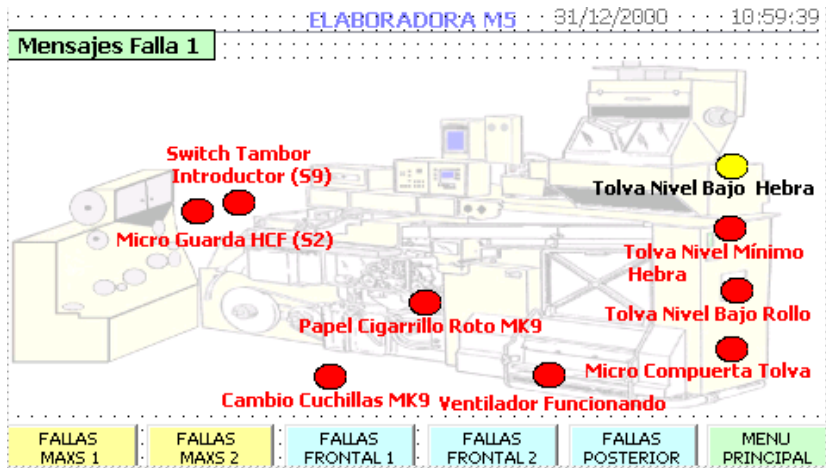 ELABORADORA M5
31/12/2000
10:59:39
Mensajes Falla 1
Switch Tambor
Introductor (S9)
Tolva Nivel Bajo Hebra
Micro Guarda HCF (S2)
Tolva Nivel Mínimo
Hebra
Papel Cigarrillo Roto MK9
Tolva Nivel Bajo Rollo
Micro Compuerta Tolva
Cambio Cuchillas MK9
Ventilador Funcionando
FALLAS
MAXS 1
FALLAS
MAXS 2
FALLAS
FRONTAL 1
FALLAS
FRONTAL 2
FALLAS
POSTERIOR
MENU
PRINCIPAL